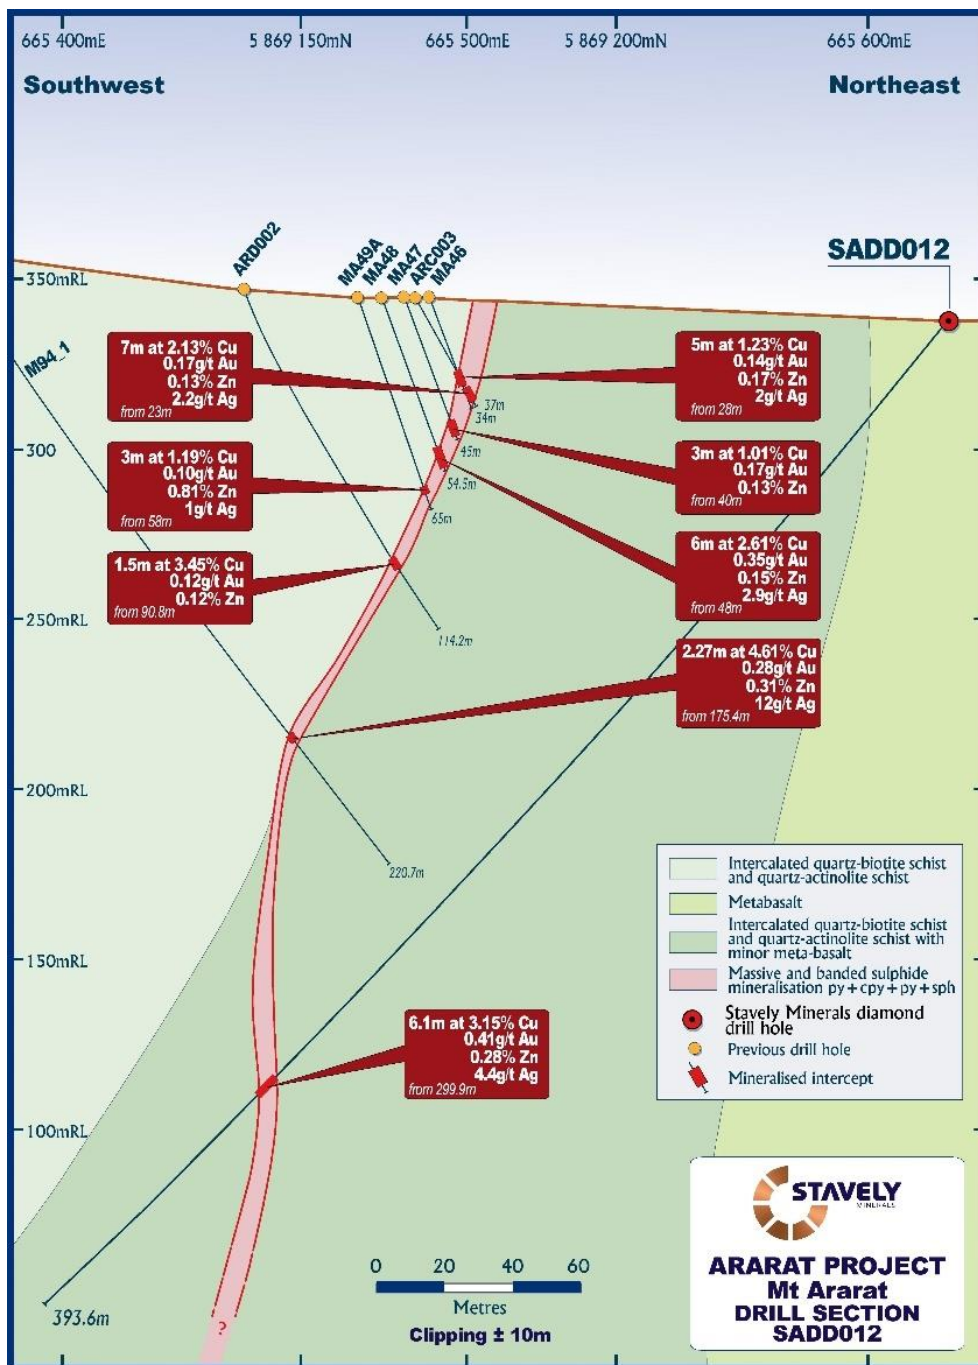 665 400mE
5 869 150mN
665 500mE
5 869 200mN
665 600mE
Southwest
Northeast
ARD002
MA49A
MA48
MA47
ARC003
MA46
SADD012
350mRL
M94_1
7m at 2.13% Cu
0.17g/t Au
0.13% Zn
2.2g/t Ag
from 23m
5m at 1.23% Cu
0.14g/t Au
0.17% Zn
2g/t Ag
from 28m
37m
34m
300
45m
54.5m
65m
3m at 1.19% Cu
0.10g/t Au
0.81% Zn
1g/t Ag
from 58m
3m at 1.01% Cu
0.17g/t Au
0.13% Zn
from 40m
6m at 2.61% Cu
0.35g/t Au
0.15% Zn
2.9g/t Ag
from 48m
1.5m at 3.45% Cu
0.12g/t Au
0.12% Zn
from 90.8m
250mRL
114.2m
2.27m at 4.61% Cu
0.28g/t Au
0.31% Zn
12g/t Ag
from 175.4m
200mRL
220.7m
150mRL
Intercalated quartz-biotite schist
and quartz-actinolite schist
Metabasalt
Intercalated quartz-biotite schist
and quartz-actinolite schist with
minor meta-basalt
Massive and banded sulphide
mineralisation py+cpy+py+sph
Stavely Minerals diamond
drill hole
Previous drill hole
Mineralised intercept
6.1m at 3.15% Cu
0.41g/t Au
0.28% Zn
4.4g/t Ag
from 299.9m
100mRL
393.6m
?
0 20 40 60
Metres
Clipping ± 10m
STAVELY
MINERALS
ARARAT PROJECT
Mt Ararat
DRILL SECTION
SADD012